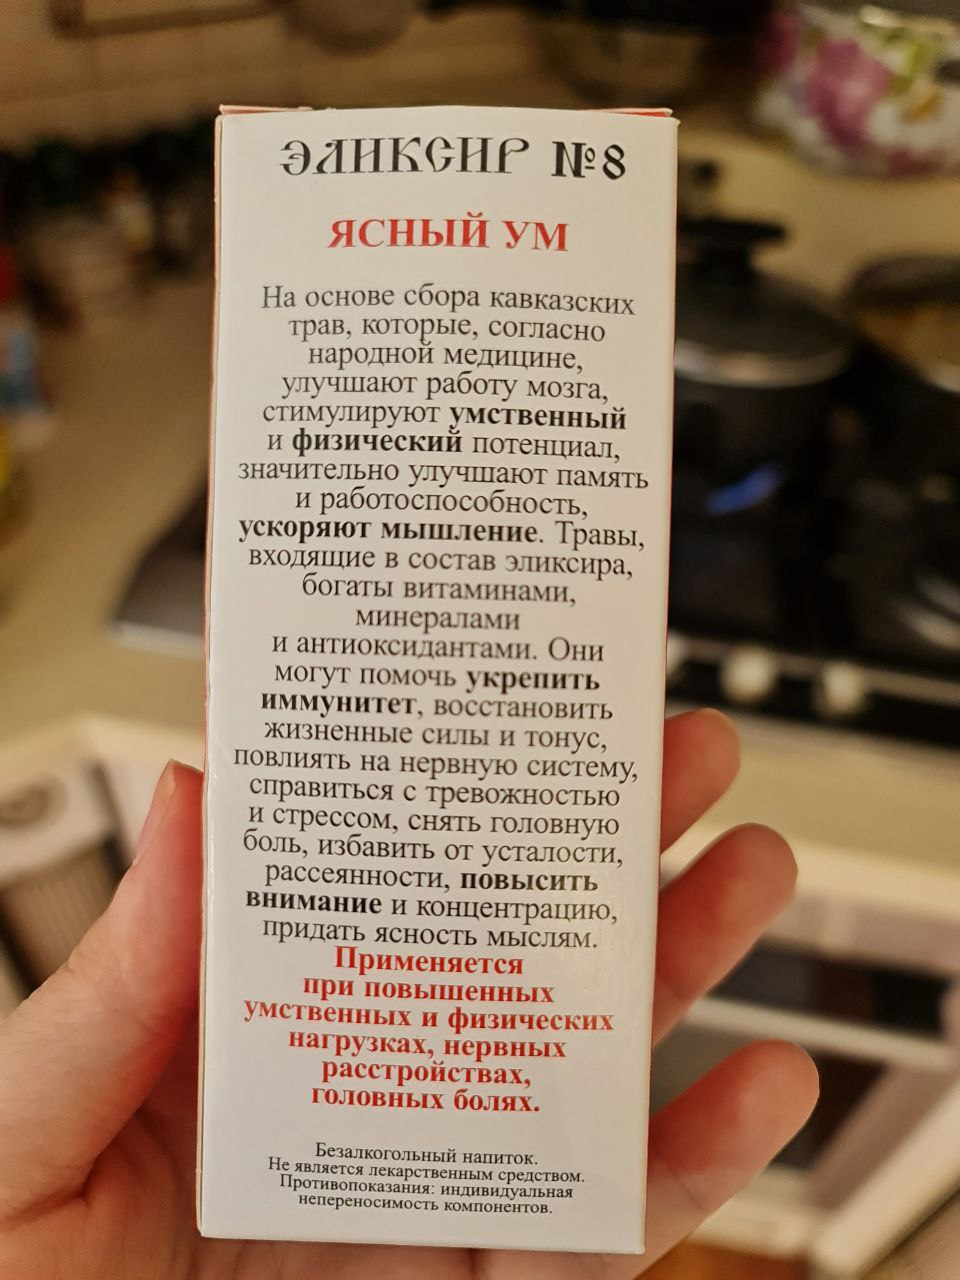 ЭЛИКСИР №8
ЯСНЫЙ УМ
На основе сбора кавказских
трав, которые, согласно
народной медицине,
улучшают работу мозга,
стимулируют умственный
и физический потенциал,
значительно улучшают память
и работоспособность,
ускоряют мышление. Травы,
входящие в состав эликсира,
богаты витаминами,
минералами
и антиоксидантами. Они
могут помочь укрепить
иммунитет, восстановить
жизненные силы и тонус,
повлиять на нервную систему,
справиться с тревожностью
и стрессом, снять головную
боль, избавить от усталости,
рассеянности, повысить
внимание и концентрацию,
придать ясность мыслям.
Применяется
при повышенных
умственных и физических
нагрузках, нервных
расстройствах,
головных болях.
Безалкогольный напиток.
Не является лекарственным средством.
Противопоказания: индивидуальная
непереносимость компонентов.